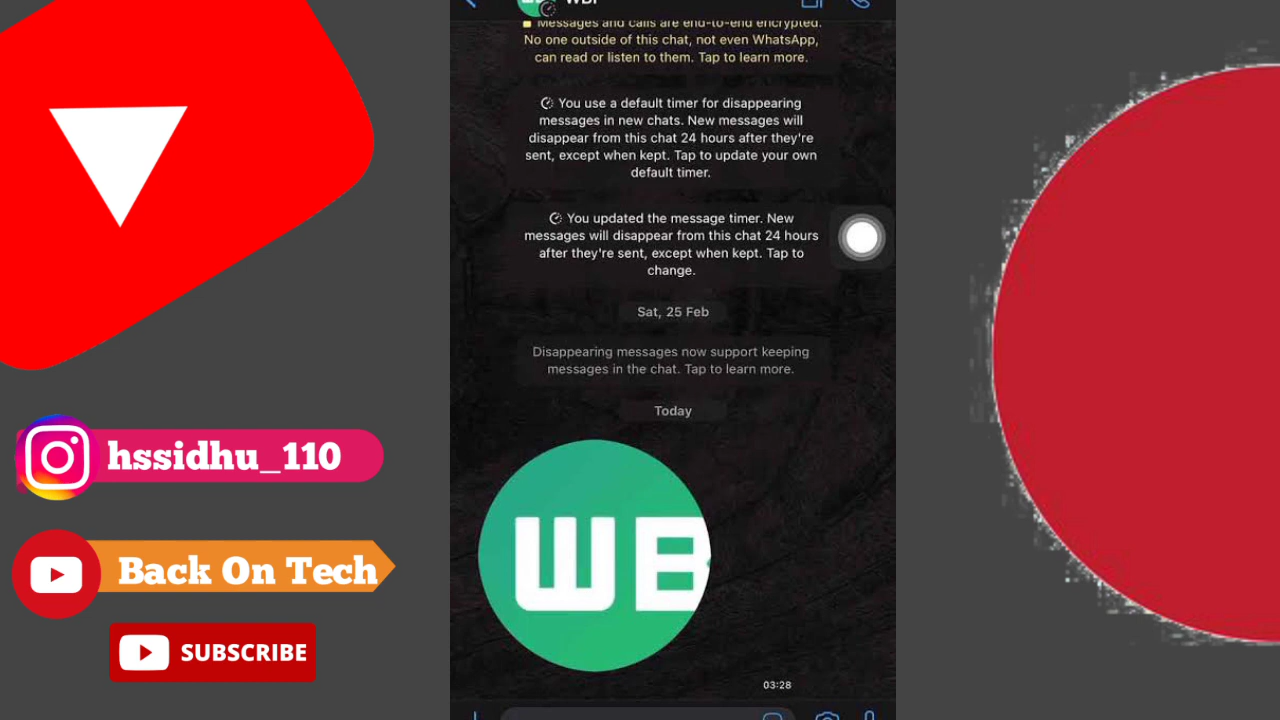 Messages and calls are end-to-end encrypted.
No one outside of this chat, not even WhatsApp,
can read or listen to them. Tap to learn more.
You use a default timer for disappearing
messages in new chats. New messages will
disappear from this chat 24 hours after they're
sent, except when kept. Tap to update your own
default timer.
You updated the message timer. New
messages will disappear from this chat 24 hours
after they're sent, except when kept. Tap to
change.
Sat, 25 Feb
Disappearing messages now support keeping
messages in the chat. Tap to learn more.
Today
WB
03:28
hssidhu_110
Back On Tech
SUBSCRIBE